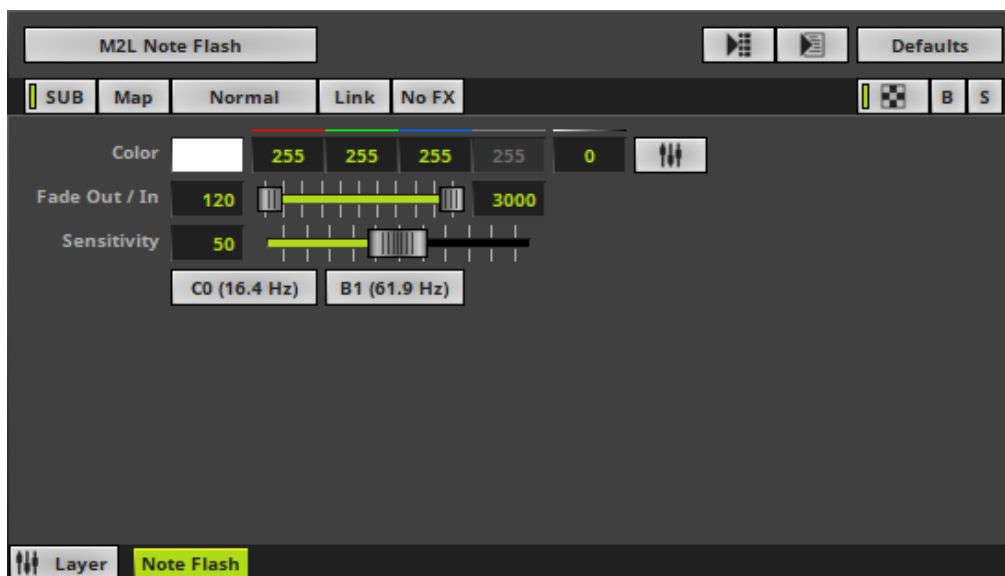 M2L Note Flash Defaults
SUB Map Normal Link No FX B S
Color 255 255 255 255 0
Fade Out / In 120 3000
Sensitivity 50
C0 (16.4 Hz) B1 (61.9 Hz)
Layer Note Flash